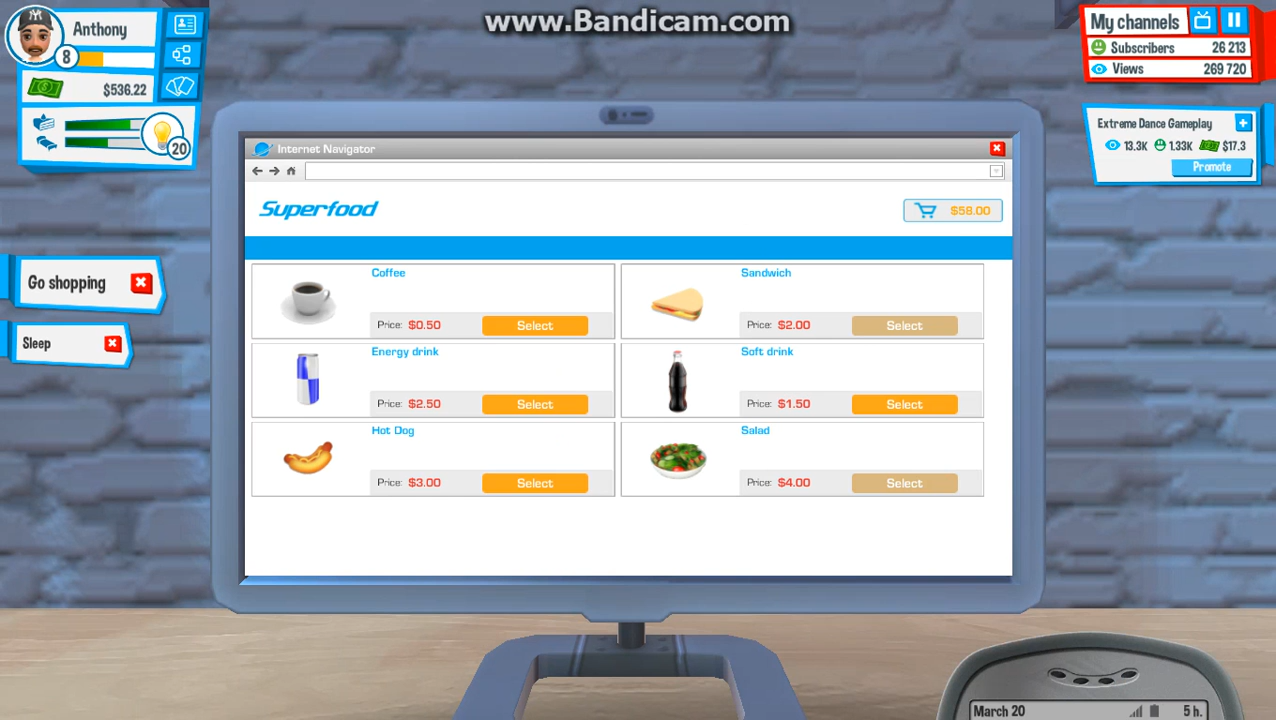 www.Bandicam.com
Anthony
8
$536.22
20
My channels
Subscribers 26 213
Views 269 720
Extreme Dance Gameplay
13.3K 1.33K $17.3
Promote
Go shopping
Sleep
Internet Navigator
Superfood
$58.00
Coffee
Price: $0.50 Select
Sandwich
Price: $2.00 Select
Energy drink
Price: $2.50 Select
Soft drink
Price: $1.50 Select
Hot Dog
Price: $3.00 Select
Salad
Price: $4.00 Select
March 20 5 h.